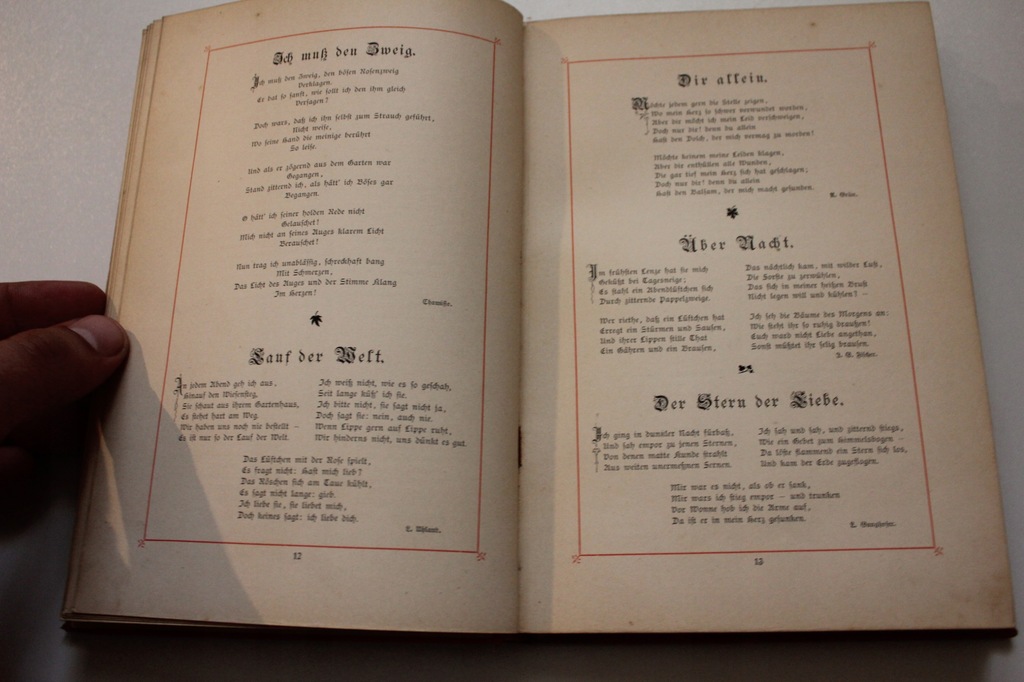 Ich muß den Zweig.
Ich muß den Zweig, den bösen Rosenzweig
Verklagen.
Er bat so sanft, wie sollt ich den ihm gleich
Versagen?
Doch wars, daß ich ihn selbst zum Strauch geführt,
Nicht weise,
Wo seine Hand die meinige berührt
So leise.
Und als er zögernd aus dem Garten war
Gegangen,
Stand zitternd ich, als hätt' ich Böses gar
Begangen.
O hätt' ich seiner holden Rede nicht
Gelauschet!
Mich nicht an seines Auges klarem Licht
Berauschet!
Nun trag ich unablässig, schreckhaft bang
Mit Schmerzen,
Das Licht des Auges und der Stimme Klang
Im Herzen!
Chamisso.
Lauf der Welt.
An jedem Abend geh ich aus,
Hinauf den Wiesensteg,
Sie schaut aus ihrem Gartenhaus,
Es stehet hart am Weg.
Wir haben uns noch nie bestellt –
Es ist nur so der Lauf der Welt.
Ich weiß nicht, wie es so geschah,
Seit lange küß' ich sie.
Ich bitte nicht, sie sagt nicht ja,
Doch sagt sie: nein, auch nie.
Wenn Lippe gern auf Lippe ruht,
Wir hinderns nicht, uns dünkt es gut.
Das Lüftchen mit der Rose spielt,
Es fragt nicht: hast mich lieb?
Das Röschen sich am Taue kühlt,
Es sagt nicht lange: gieb.
Ich liebe sie, sie liebet mich,
Doch keines sagt: ich liebe dich.
L. Uhland.
12
Dir allein.
Möchte jedem gern die Stelle zeigen,
Wo mein Herz so schwer verwundet worden,
Aber dir möcht ich mein Leid verschweigen,
Doch nur dir! denn du allein
Hast den Dolch, der mich vermag zu morden!
Möchte keinem meine Leiden klagen,
Aber dir enthüllen alle Wunden,
Die gar tief mein Herz sich hat geschlagen,
Doch nur dir! denn du allein
Hast den Balsam, der mich macht gesunden.
A. Grün.
Über Nacht.
Im frühsten Lenze hat sie mich
Geküßt bei Tagesneige;
Es stahl ein Abendlüftchen sich
Durch zitternde Pappelzweige.
Wer riethe, daß ein Lüftchen hat
Erregt ein Stürmen und Sausen,
Und ihrer Lippen stille That
Ein Gähren und ein Brausen,
Das nächtlich kam, mit wilder Lust,
Die Forste zu zerwühlen,
Das sich in meiner heißen Brust
Nicht legen will und kühlen? –
Ich seh die Bäume des Morgens an:
Wie steht ihr so ruhig draußen!
Euch ward nicht Liebe angethan,
Sonst müßtet ihr selig brausen.
J. G. Fischer.
Der Stern der Liebe.
Ich ging in dunkler Nacht fürbaß,
Und sah empor zu jenen Sternen,
Von denen matte Kunde strahlt
Aus weiten unermeßnen Fernen.
Ich sah und sah, und zitternd stiegs,
Wie ein Gebet zum Himmelsbogen –
Da löste flammend ein Stern sich los,
Und kam der Erde zugeflogen.
Mir war es nicht, als ob er sank,
Mir wars ich stieg empor – und trunken
Vor Wonne hob ich die Arme auf,
Da ist er in mein Herz gesunken.
L. Ganghofer.
13